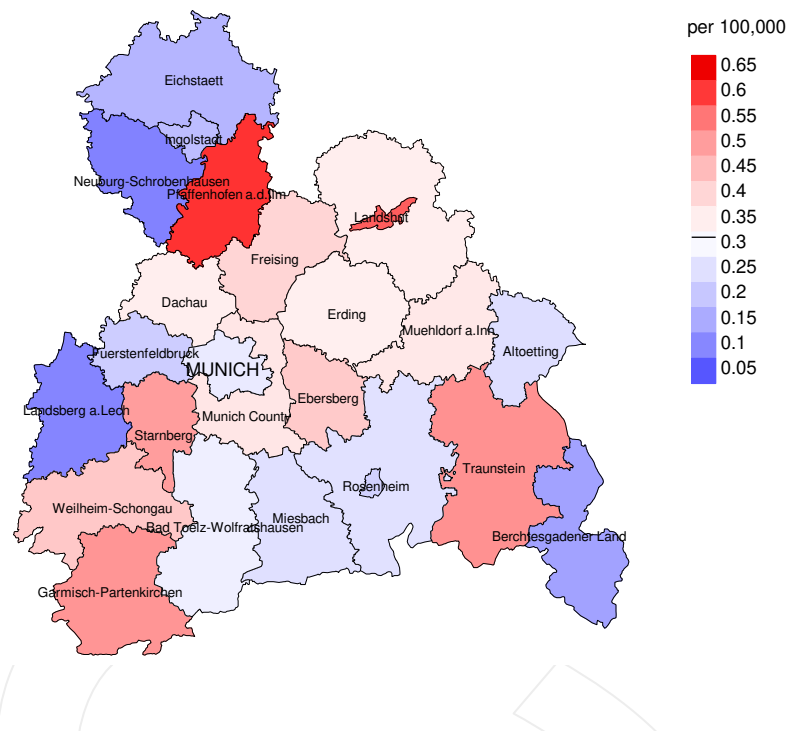 per 100,000
0.65
0.6
0.55
0.5
0.45
0.4
0.35
0.3
0.25
0.2
0.15
0.1
0.05
Eichstaett
Ingolstadt
Neuburg-Schrobenhausen
Pfaffenhofen a.d.Ilm
Landshut
Freising
Dachau
Erding
Muehldorf a.Inn
Altoetting
Fuerstenfeldbruck
MUNICH
Ebersberg
Landsberg a.Lech
Munich County
Starnberg
Traunstein
Rosenheim
Weilheim-Schongau
Miesbach
Bad Toelz-Wolfratshausen
Berchtesgadener Land
Garmisch-Partenkirchen